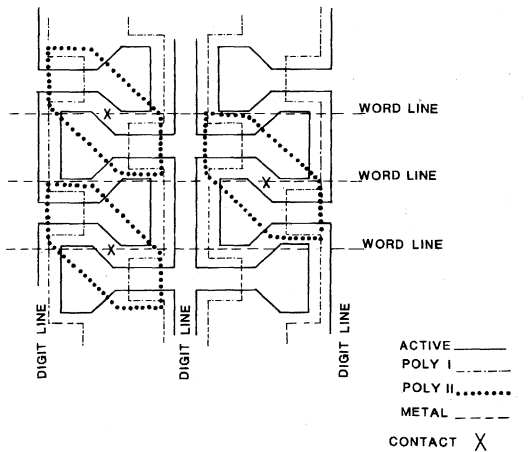 WORD LINE
WORD LINE
WORD LINE
DIGIT LINE
DIGIT LINE
DIGIT LINE
ACTIVE
POLY I
POLY II
METAL
CONTACT X